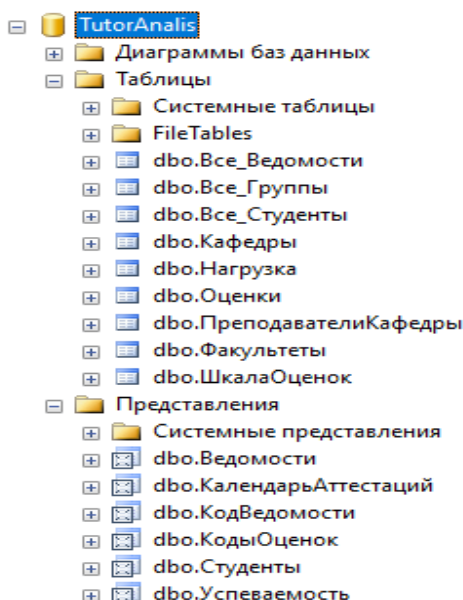 TutorAnalis
Диаграммы баз данных
Таблицы
Системные таблицы
FileTables
dbo.Все_Ведомости
dbo.Все_Группы
dbo.Все_Студенты
dbo.Кафедры
dbo.Нагрузка
dbo.Оценки
dbo.ПреподавателиКафедры
dbo.Факультеты
dbo.ШкалаОценок
Представления
Системные представления
dbo.Ведомости
dbo.КалендарьАттестаций
dbo.КодВедомости
dbo.КодыОценок
dbo.Студенты
dbo.Успеваемость